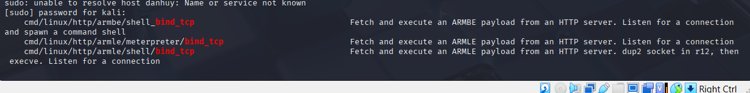 sudo: unable to resolve host danhuy: Name or service not known
[sudo] password for kali:
cmd/linux/http/armbe/shell_bind_tcp Fetch and execute an ARMBE payload from an HTTP server. Listen for a connection
and spawn a command shell
cmd/linux/http/armle/meterpreter/bind_tcp Fetch and execute an ARMLE payload from an HTTP server. Listen for a connection
cmd/linux/http/armle/shell/bind_tcp Fetch and execute an ARMLE payload from an HTTP server. dup2 socket in r12, then
execve. Listen for a connection
Right Ctrl